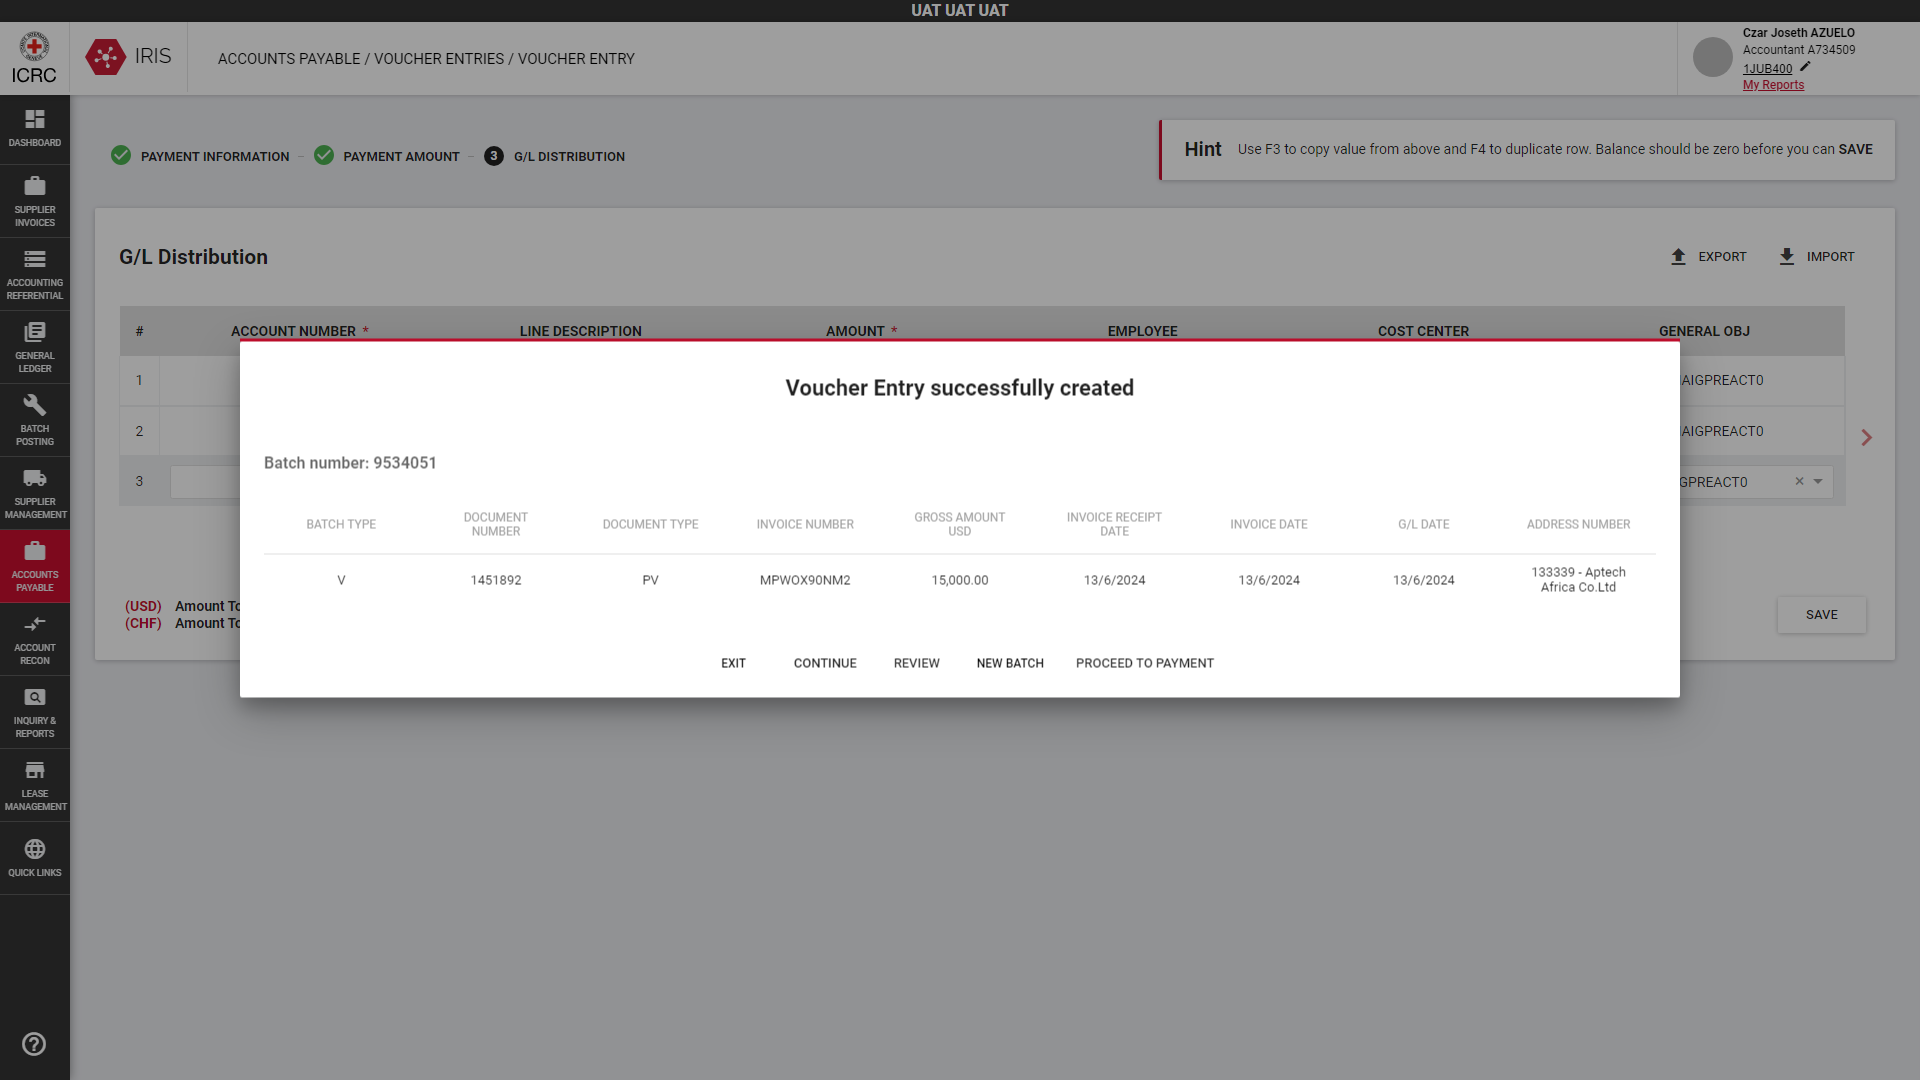 UAT UAT UAT
ICRC
IRIS
ACCOUNTS PAYABLE / VOUCHER ENTRIES / VOUCHER ENTRY
Czar Joseth AZUELO
Accountant A734509
1JUB400
My Reports
DASHBOARD
SUPPLIER
INVOICES
ACCOUNTING
REFERENTIAL
GENERAL
LEDGER
BATCH
POSTING
SUPPLIER
MANAGEMENT
ACCOUNTS
PAYABLE
ACCOUNT
RECON
INQUIRY &
REPORTS
LEASE
MANAGEMENT
QUICK LINKS
PAYMENT INFORMATION
PAYMENT AMOUNT
3 G/L DISTRIBUTION
Hint Use F3 to copy value from above and F4 to duplicate row. Balance should be zero before you can SAVE
G/L Distribution
EXPORT IMPORT
# ACCOUNT NUMBER * LINE DESCRIPTION AMOUNT * EMPLOYEE COST CENTER GENERAL OBJ
1 AIGPREACT0
2 AIGPREACT0
3 GPREACT0
Voucher Entry successfully created
Batch number: 9534051
BATCH TYPE DOCUMENT NUMBER DOCUMENT TYPE INVOICE NUMBER GROSS AMOUNT USD INVOICE RECEIPT DATE INVOICE DATE G/L DATE ADDRESS NUMBER
V 1451892 PV MPWOX90NM2 15,000.00 13/6/2024 13/6/2024 13/6/2024 133339 - Aptech Africa Co.Ltd
EXIT CONTINUE REVIEW NEW BATCH PROCEED TO PAYMENT
(USD) Amount To
(CHF) Amount To
SAVE